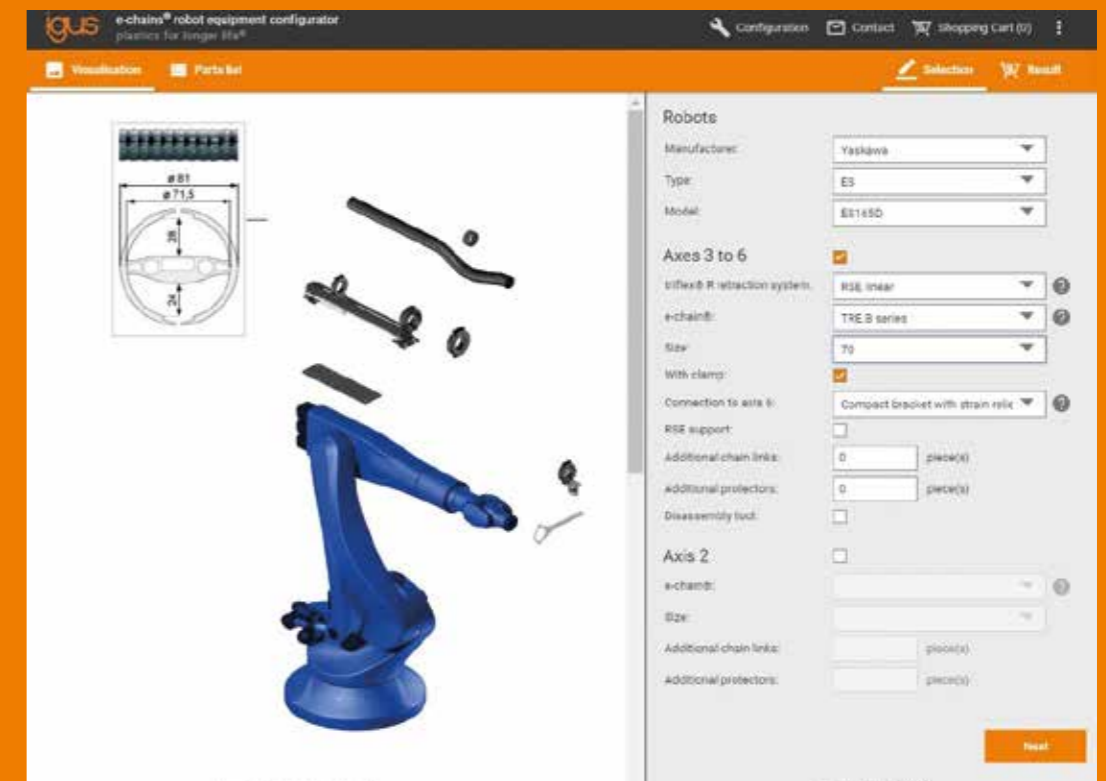 igus
e-chains® robot equipment configurator
plastics for longer life®
Configuration
Contact
Shopping Cart (0)
Visualisation
Parts list
Selection
Result
ø 81
ø 71,5
28
24
Robots
Manufacturer:
Yaskawa
Type:
ES
Model:
ES165D
Axes 3 to 6
triflex® R retraction system:
RSE linear
e-chain®:
TRE.B series
Size:
70
With clamp:
Connection to axis 6:
Compact bracket with strain relie
RSE support:
Additional chain links:
0
piece(s)
Additional protectors:
0
piece(s)
Disassembly tool:
Axis 2
e-chain®:
Size:
Additional chain links:
piece(s)
Additional protectors:
piece(s)
Next